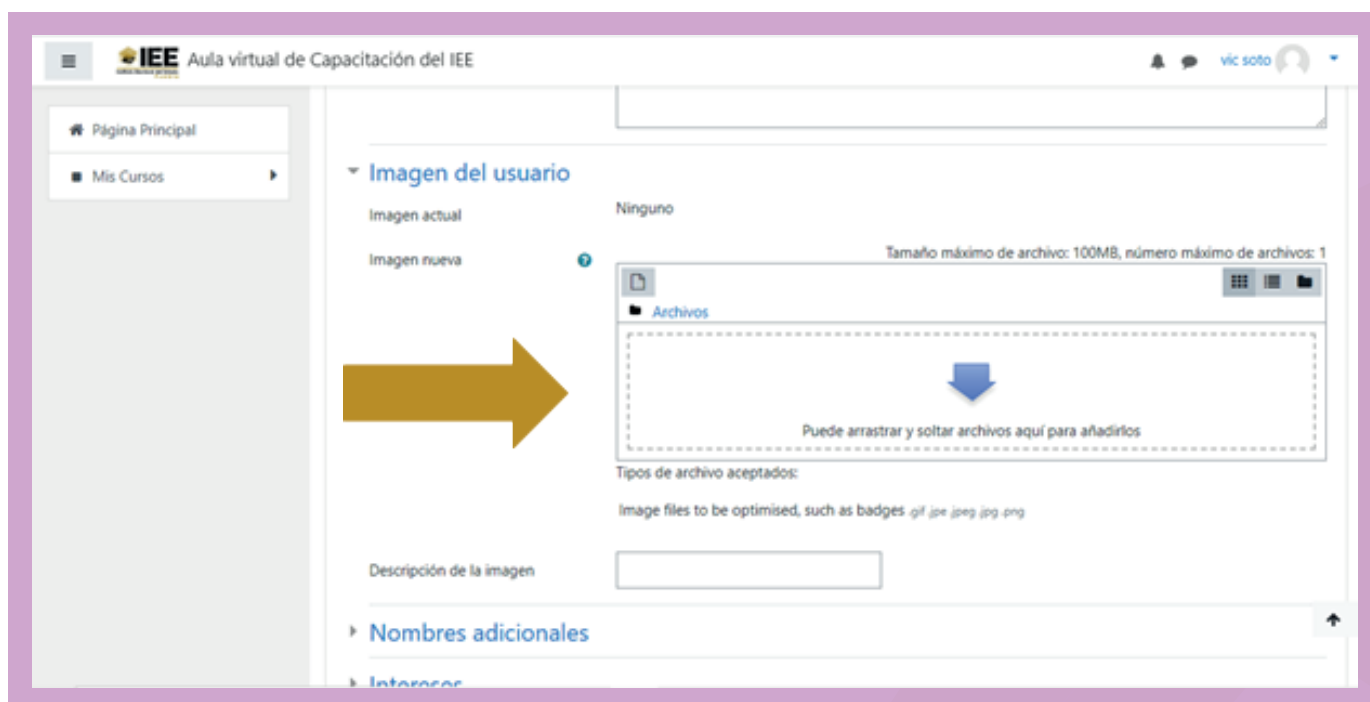 IEE Aula virtual de Capacitación del IEE
vic soto
Página Principal
Mis Cursos
Imagen del usuario
Imagen actual
Ninguno
Imagen nueva
Tamaño máximo de archivo: 100MB, número máximo de archivos: 1
Archivos
Puede arrastrar y soltar archivos aquí para añadirlos
Tipos de archivo aceptados:
Image files to be optimised, such as badges .gif .jpe .jpeg .jpg .png
Descripción de la imagen
Nombres adicionales
Intereses